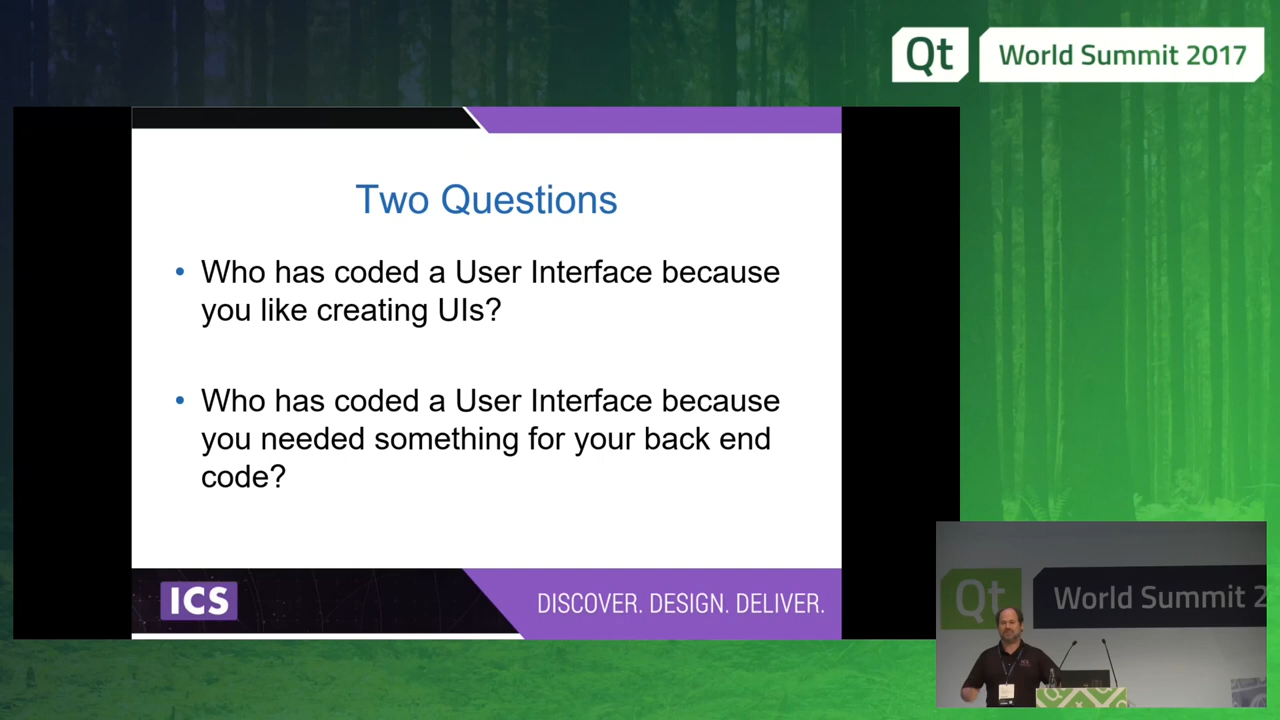 Qt World Summit 2017
Two Questions
• Who has coded a User Interface because
you like creating UIs?
• Who has coded a User Interface because
you needed something for your back end
code?
ICS
DISCOVER. DESIGN. DELIVER.
Qt World Summit 2